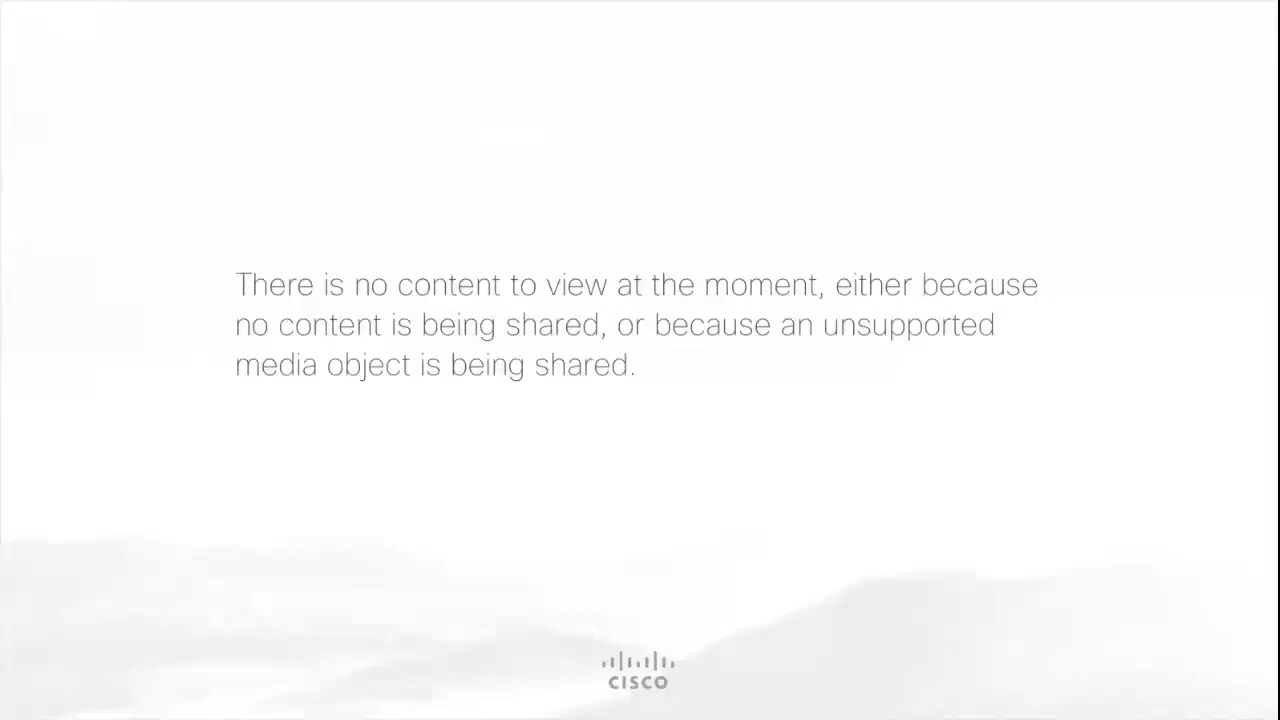 There is no content to view at the moment, either because
no content is being shared, or because an unsupported
media object is being shared.
CISCO